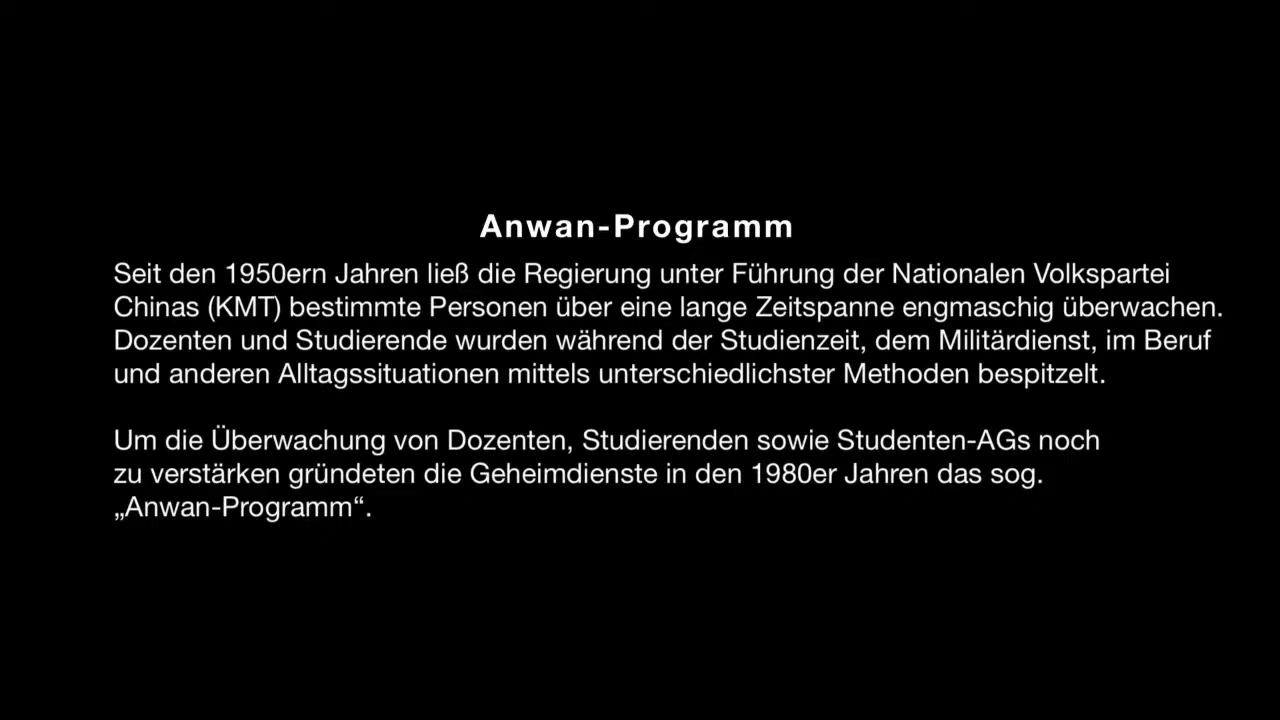 Anwan-Programm
Seit den 1950ern Jahren ließ die Regierung unter Führung der Nationalen Volkspartei
Chinas (KMT) bestimmte Personen über eine lange Zeitspanne engmaschig überwachen.
Dozenten und Studierende wurden während der Studienzeit, dem Militärdienst, im Beruf
und anderen Alltagssituationen mittels unterschiedlichster Methoden bespitzelt.
Um die Überwachung von Dozenten, Studierenden sowie Studenten-AGs noch
zu verstärken gründeten die Geheimdienste in den 1980er Jahren das sog.
„Anwan-Programm“.